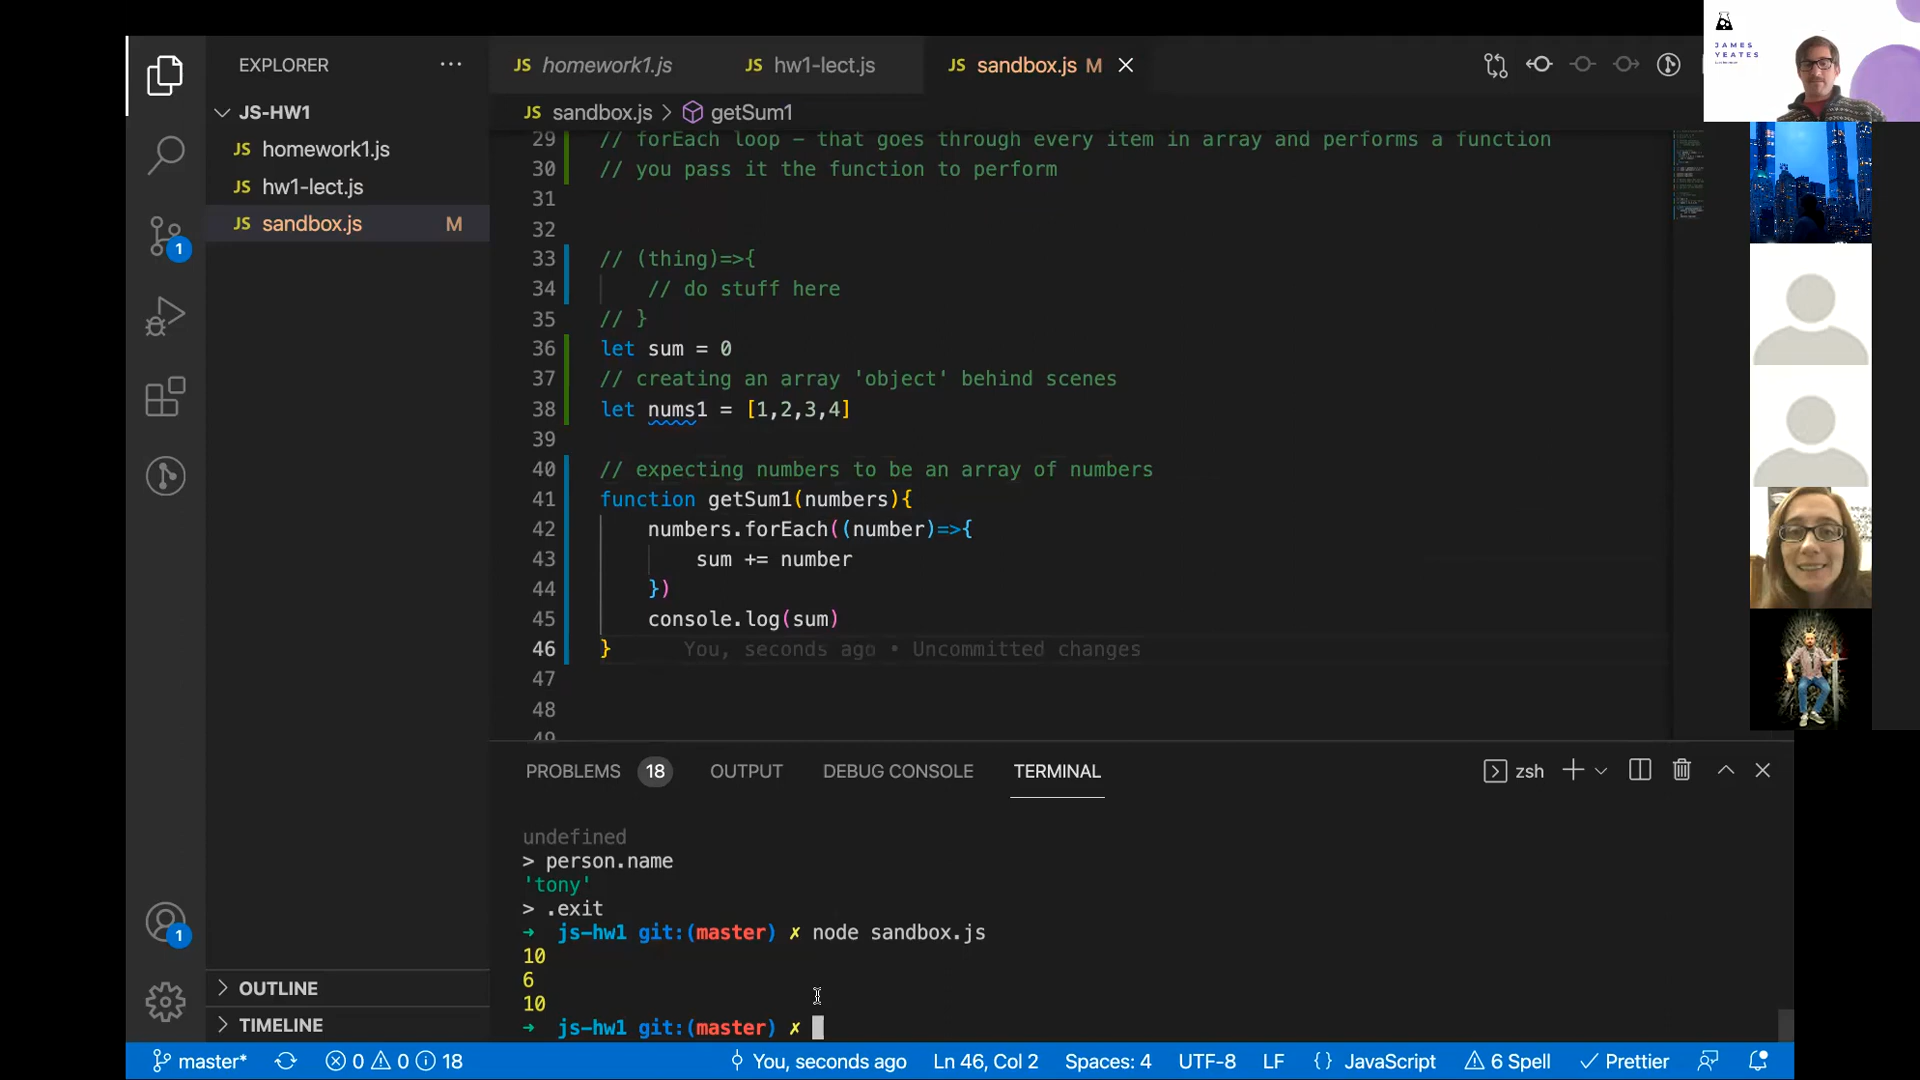 JAMES
YEATES
EXPLORER
JS homework1.js
JS hw1-lect.js
JS sandbox.js M
JS sandbox.js > getSum1
JS-HW1
JS homework1.js
JS hw1-lect.js
JS sandbox.js M
29 // forEach loop – that goes through every item in array and performs a function
30 // you pass it the function to perform
31
32
33 // (thing)=>{
34 // do stuff here
35 // }
36 let sum = 0
37 // creating an array 'object' behind scenes
38 let nums1 = [1,2,3,4]
39
40 // expecting numbers to be an array of numbers
41 function getSum1(numbers){
42 numbers.forEach((number)=>{
43 sum += number
44 })
45 console.log(sum)
46 } You, seconds ago • Uncommitted changes
47
48
49
1
1
PROBLEMS 18 OUTPUT DEBUG CONSOLE TERMINAL zsh
undefined
> person.name
'tony'
> .exit
➜ js-hw1 git:(master) ✗ node sandbox.js
10
6
10
➜ js-hw1 git:(master) ✗
OUTLINE
TIMELINE
master* 0 0 18 You, seconds ago Ln 46, Col 2 Spaces: 4 UTF-8 LF {} JavaScript 6 Spell Prettier